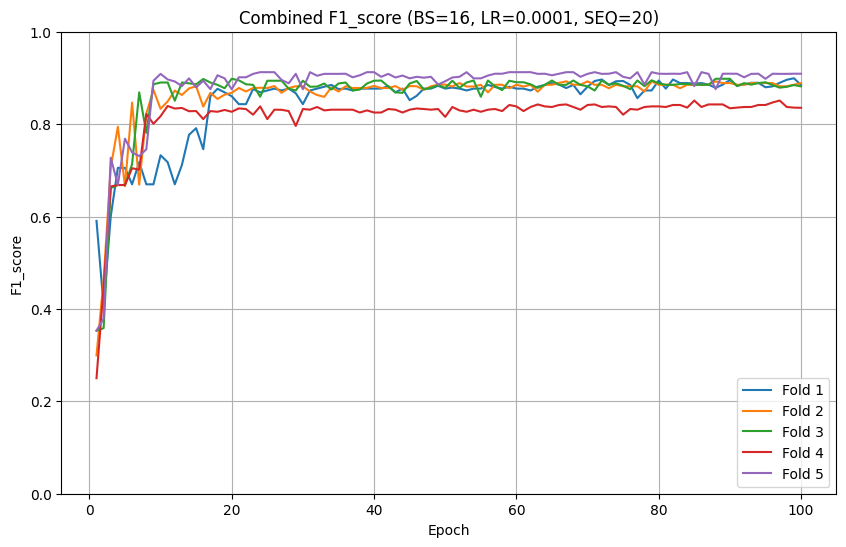 Combined F1_score (BS=16, LR=0.0001, SEQ=20)
1.0
0.8
0.6
0.4
0.2
0.0
F1_score
0 20 40 60 80 100
Epoch
Fold 1
Fold 2
Fold 3
Fold 4
Fold 5